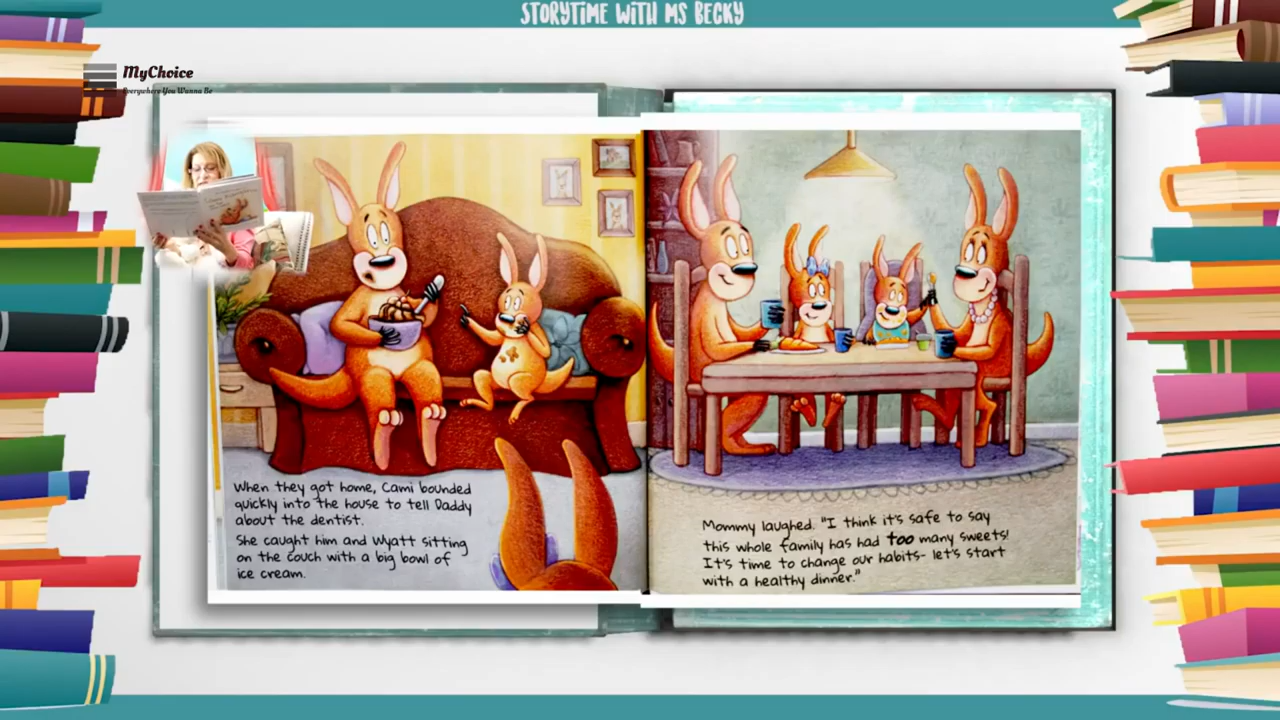 STORYTIME WITH MS BECKY
MyChoice
Everywhere You Wanna Be
When they got home, Cami bounded
quickly into the house to tell Daddy
about the dentist.
She caught him and Wyatt sitting
on the couch with a big bowl of
ice cream.
Mommy laughed. "I think it's safe to say
this whole family has had too many sweets!
It's time to change our habits- let's start
with a healthy dinner."